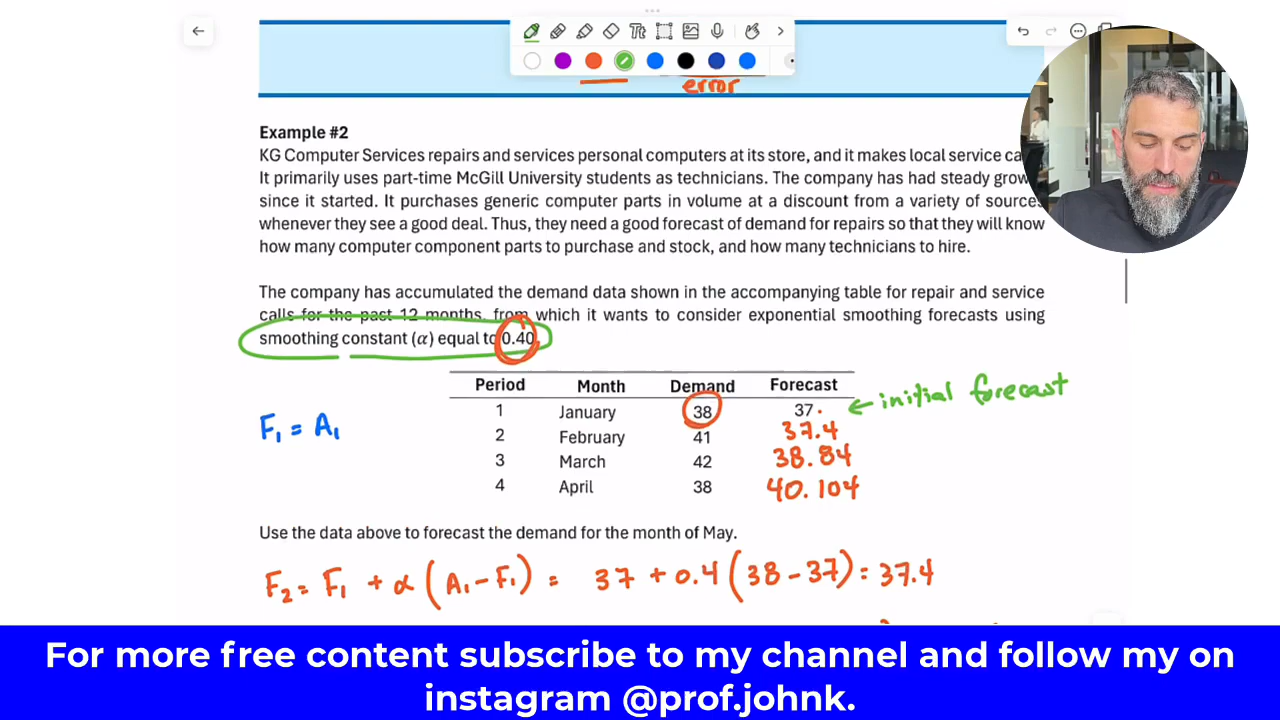 error
Example #2
KG Computer Services repairs and services personal computers at its store, and it makes local service
It primarily uses part-time McGill University students as technicians. The company has had steady
since it started. It purchases generic computer parts in volume at a discount from a variety of
whenever they see a good deal. Thus, they need a good forecast of demand for repairs so that they will know
how many computer component parts to purchase and stock, and how many technicians to hire.
The company has accumulated the demand data shown in the accompanying table for repair and service
calls for the past 12 months, from which it wants to consider exponential smoothing forecasts using
smoothing constant (α) equal to 0.40
Period Month Demand Forecast
1 January 38 37 ← initial forecast
2 February 41 37.4
3 March 42 38.84
4 April 38 40.104
F₁ = A₁
Use the data above to forecast the demand for the month of May.
F₂ = F₁ + α (A₁ - F₁) = 37 + 0.4 (38 - 37) = 37.4
For more free content subscribe to my channel and follow my on
instagram @prof.johnk.